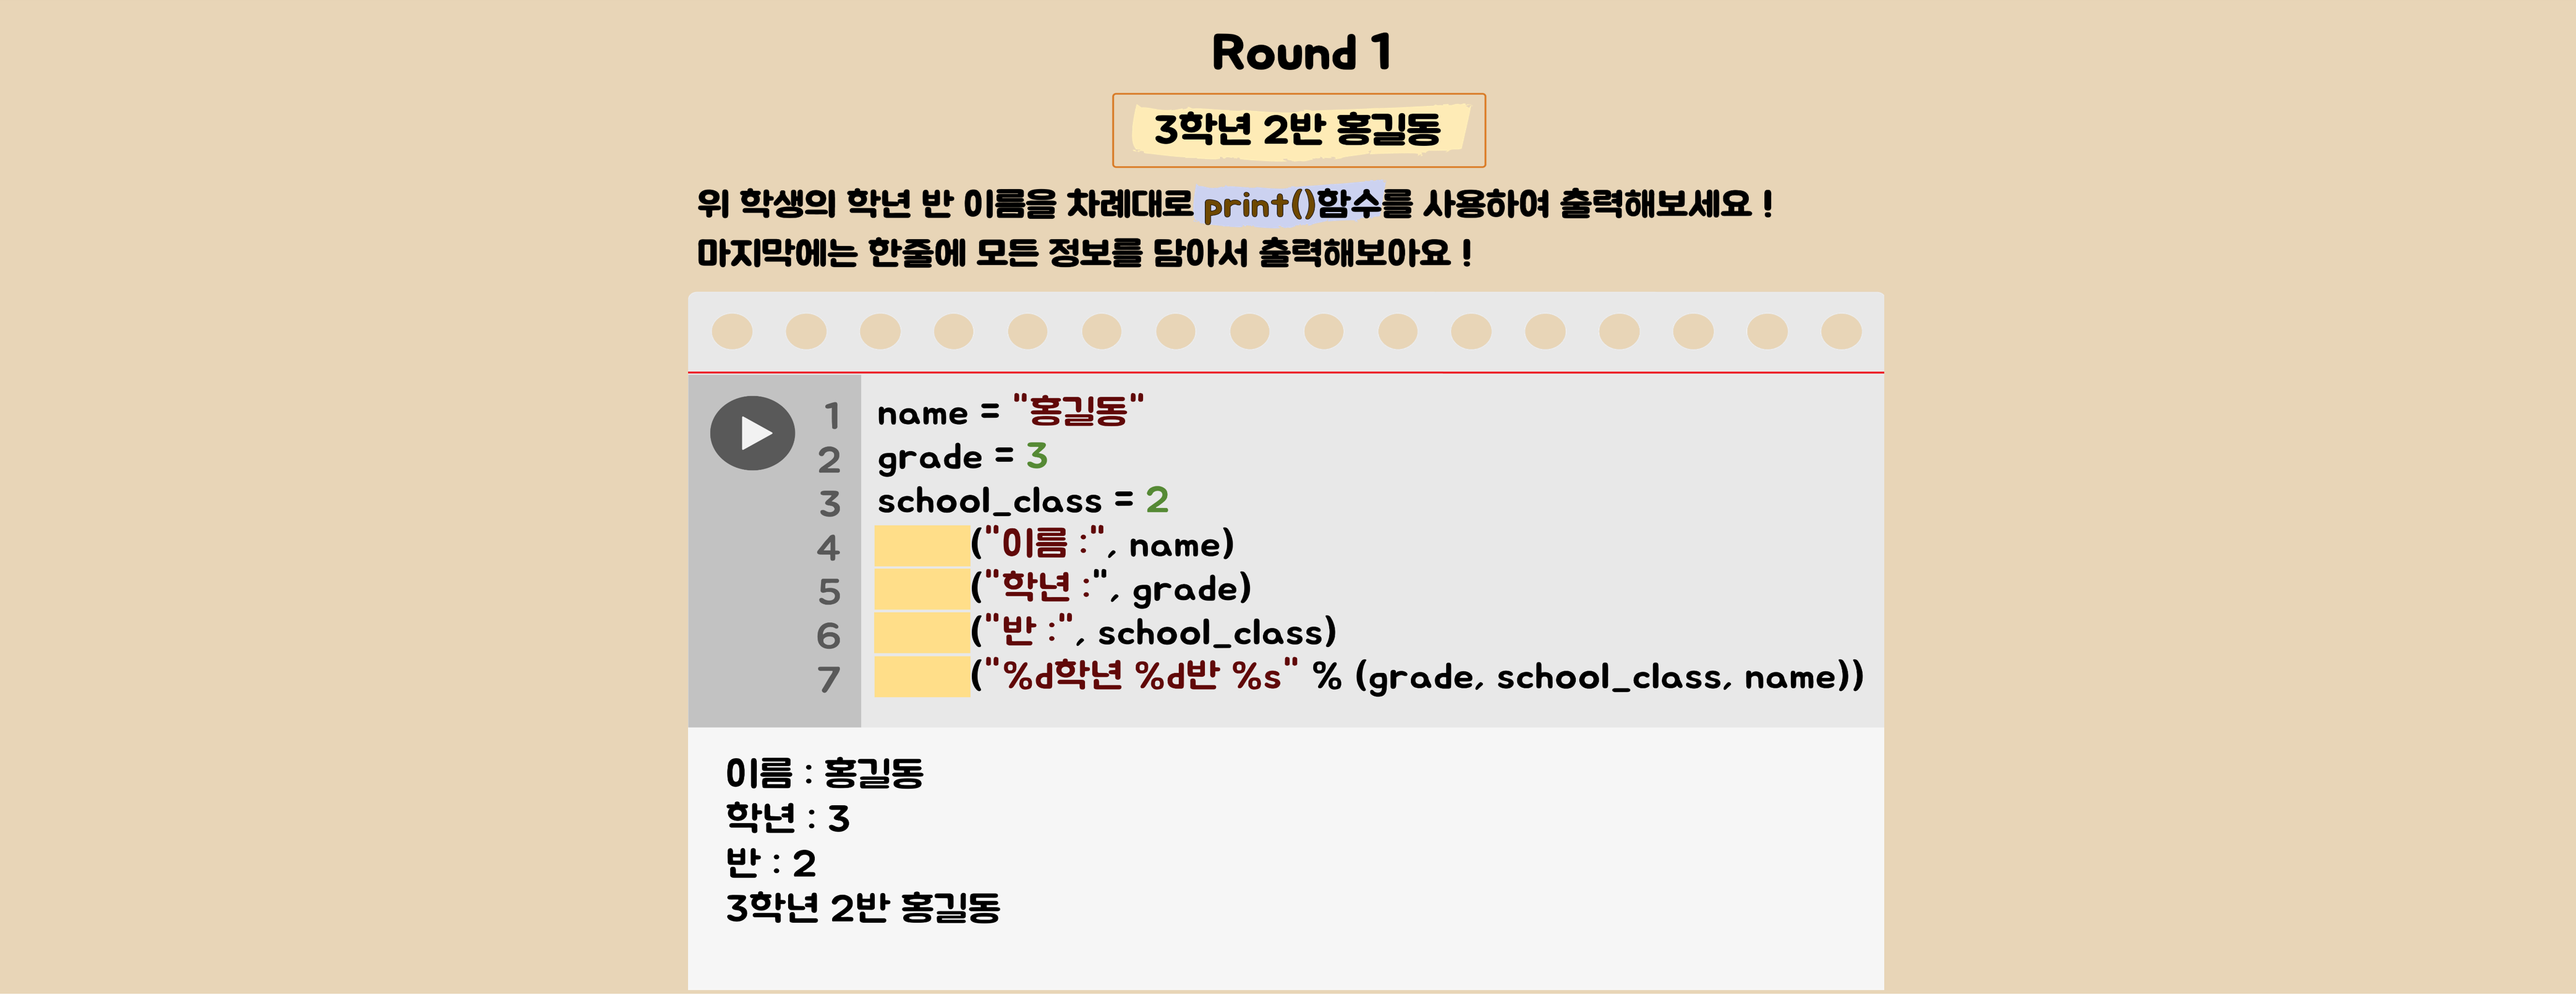 Round 1
3학년 2반 홍길동
위 학생의 학년 반 이름을 차례대로 print()함수를 사용하여 출력해보세요 !
마지막에는 한줄에 모든 정보를 담아서 출력해보아요 !
1 name = "홍길동"
2 grade = 3
3 school_class = 2
4 ("이름 :", name)
5 ("학년 :", grade)
6 ("반 :", school_class)
7 ("%d학년 %d반 %s" % (grade, school_class, name))
이름 : 홍길동
학년 : 3
반 : 2
3학년 2반 홍길동